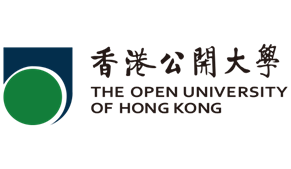 香港公開大學
THE OPEN UNIVERSITY
OF HONG KONG